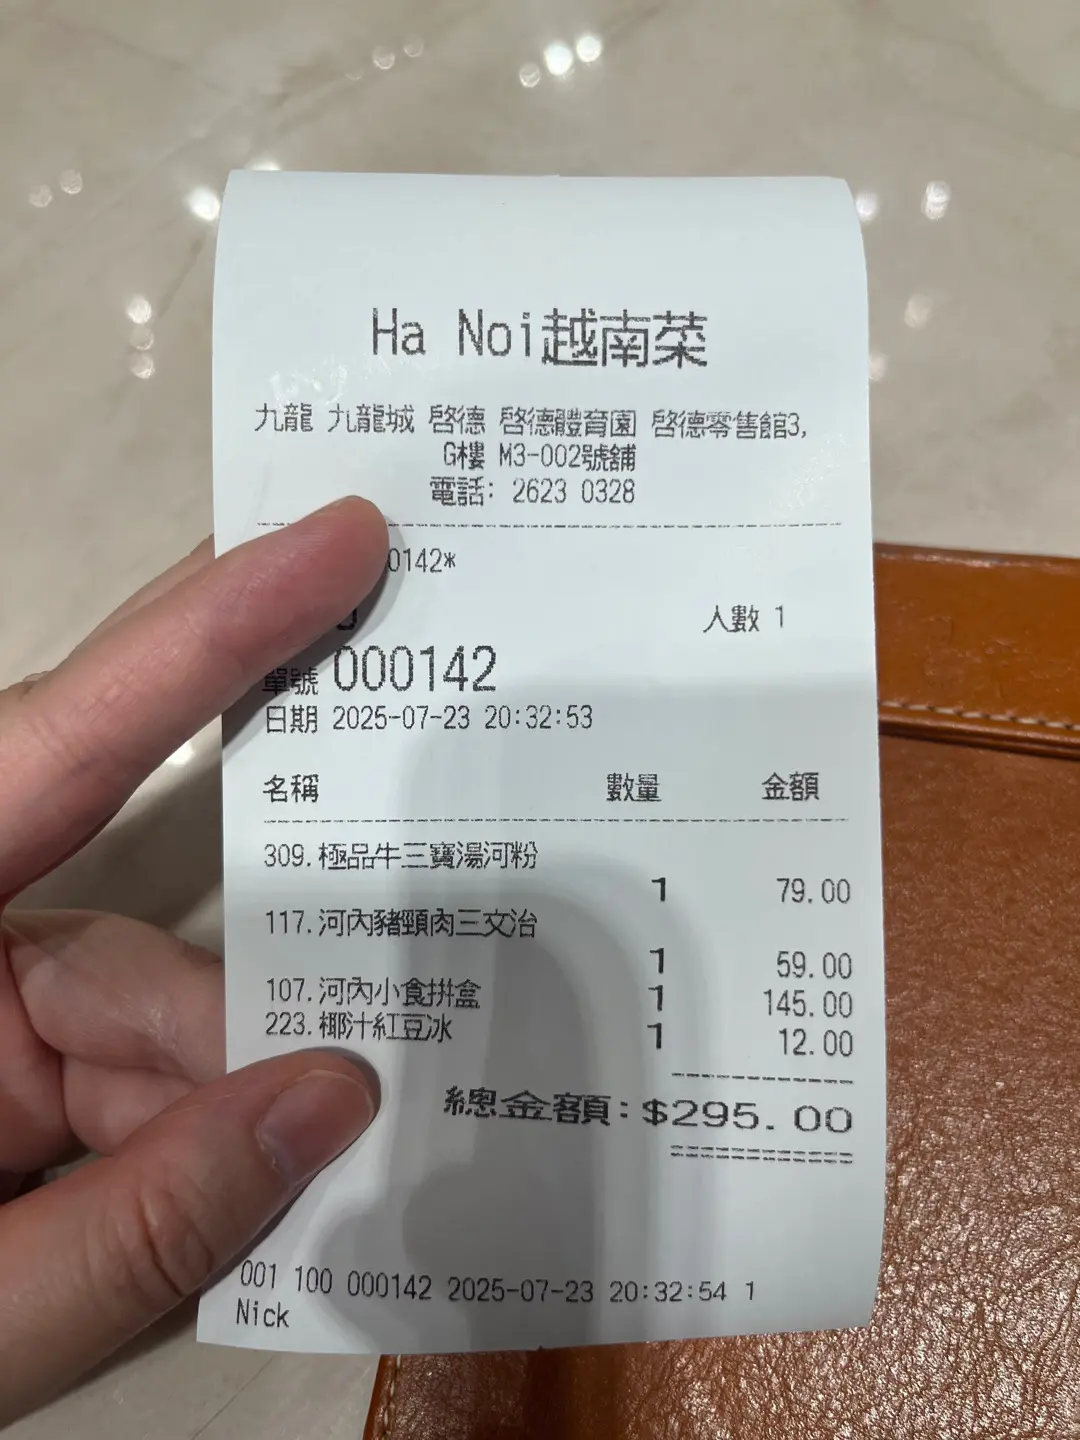 Ha Noi越南菜
九龍 九龍城 啓德 啓德體育園 啓德零售館3,
G樓 M3-002號舖
電話: 2623 0328
0142*
人數 1
單號 000142
日期 2025-07-23 20:32:53
名稱 數量 金額
309.極品牛三寶湯河粉
1 79.00
117.河內豬頸肉三文治
1 59.00
107.河內小食拼盒 1 145.00
223.椰汁紅豆冰 1 12.00
總金額:$295.00
001 100 000142 2025-07-23 20:32:54 1
Nick